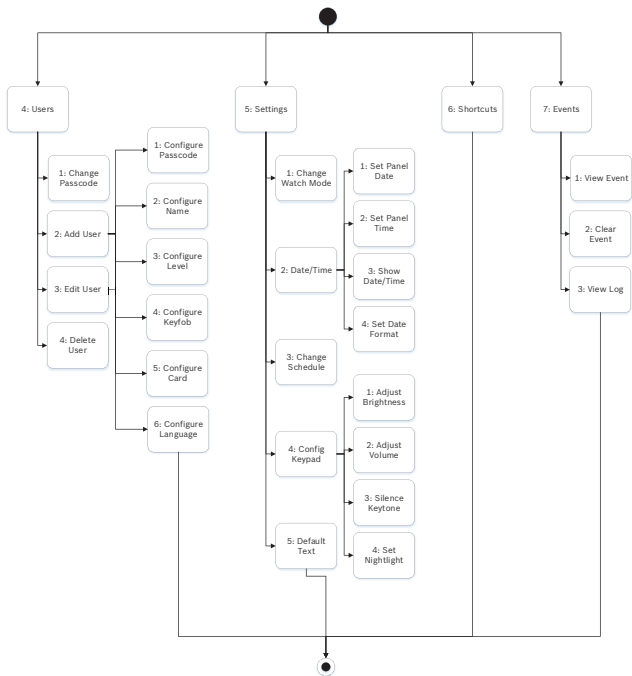 4: Users
5: Settings
6: Shortcuts
7: Events
1: Change
Passcode
2: Add User
3: Edit User
4: Delete
User
1: Configure
Passcode
2: Configure
Name
3: Configure
Level
4: Configure
Keyfob
5: Configure
Card
6: Configure
Language
1: Change
Watch Mode
2: Date/Time
3: Change
Schedule
4: Config
Keypad
5: Default
Text
1: Set Panel
Date
2: Set Panel
Time
3: Show
Date/Time
4: Set Date
Format
1: Adjust
Brightness
2: Adjust
Volume
3: Silence
Keytone
4: Set
Nightlight
1: View Event
2: Clear
Event
3: View Log